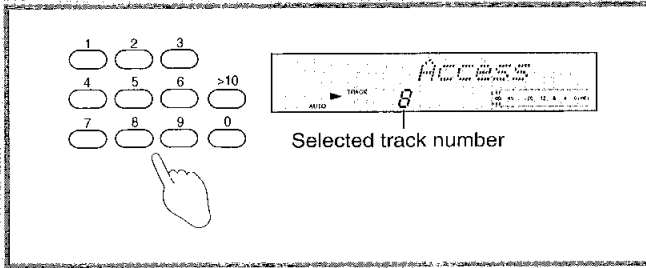 1 2 3
4 5 6 >10
7 8 9 0
Access
TRACK
AUTO 8
Selected track number